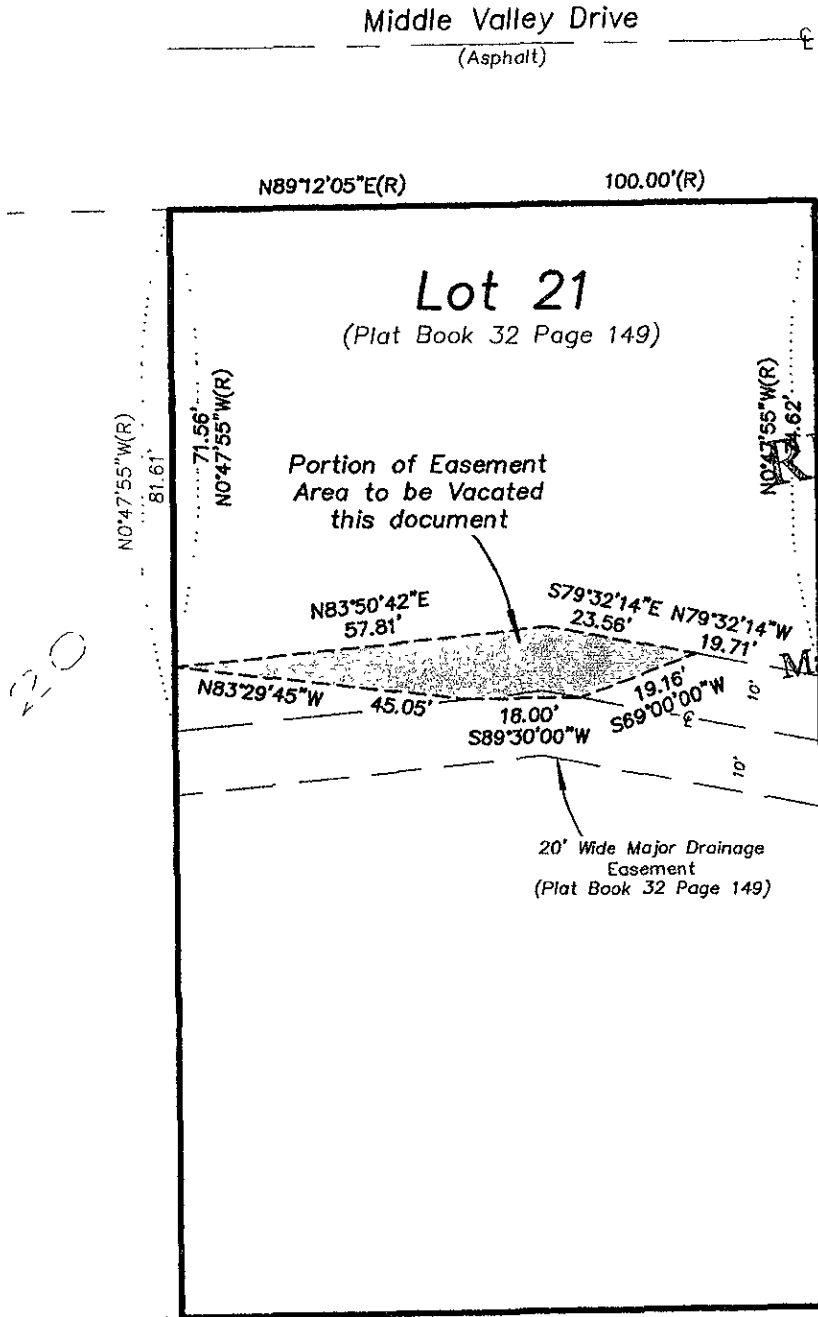 Middle Valley Drive
(Asphalt)
N89°12'05"E(R)
100.00'(R)
Lot 21
(Plat Book 32 Page 149)
N0°47'55"W(R)
81.61'
71.56'
N0°47'55"W(R)
N0°47'55"W(R)
74.62'
Portion of Easement
Area to be Vacated
this document
N83°50'42"E
57.81'
S79°32'14"E
23.56'
N79°32'14"W
19.71'
20
N83°29'45"W
45.05'
18.00'
S89°30'00"W
19.16'
S69°00'00"W
10'
10'
20' Wide Major Drainage
Easement
(Plat Book 32 Page 149)